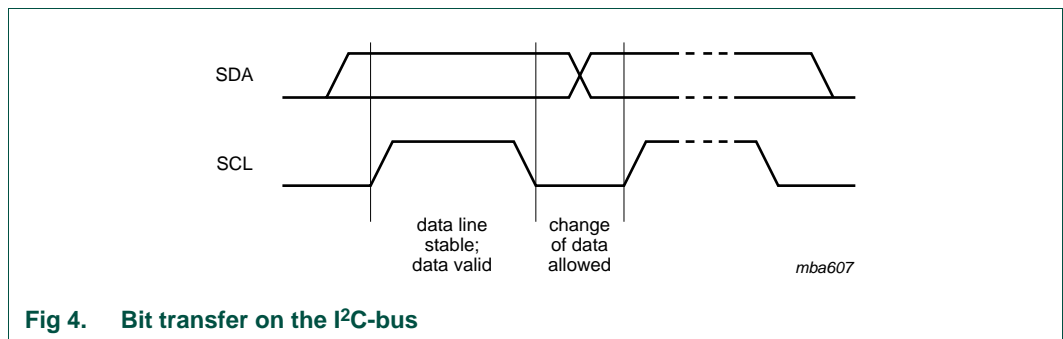 SDA
SCL
data line
stable;
data valid
change
of data
allowed
mba607
Fig 4. Bit transfer on the I²C-bus